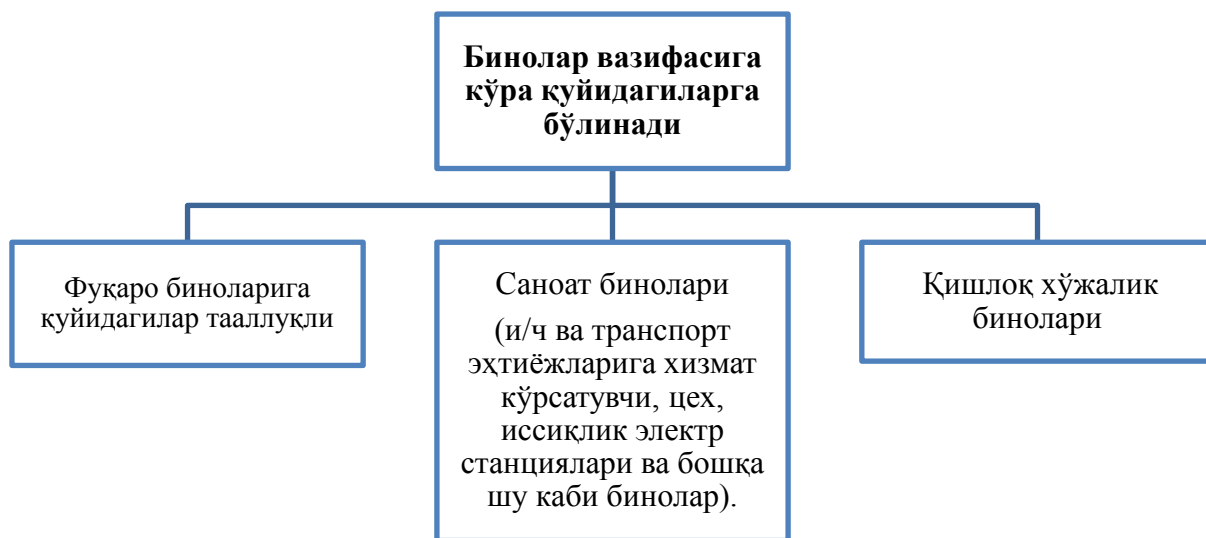 Бинолар вазифасига
кўра қуйидагиларга
бўлинади
Фуқаро биноларига
қуйидагилар тааллуқли
Саноат бинолари
(и/ч ва транспорт
эҳтиёжларига хизмат
кўрсатувчи, цех,
иссиқлик электр
станциялари ва бошқа
шу каби бинолар).
Қишлоқ хўжалик
бинолари